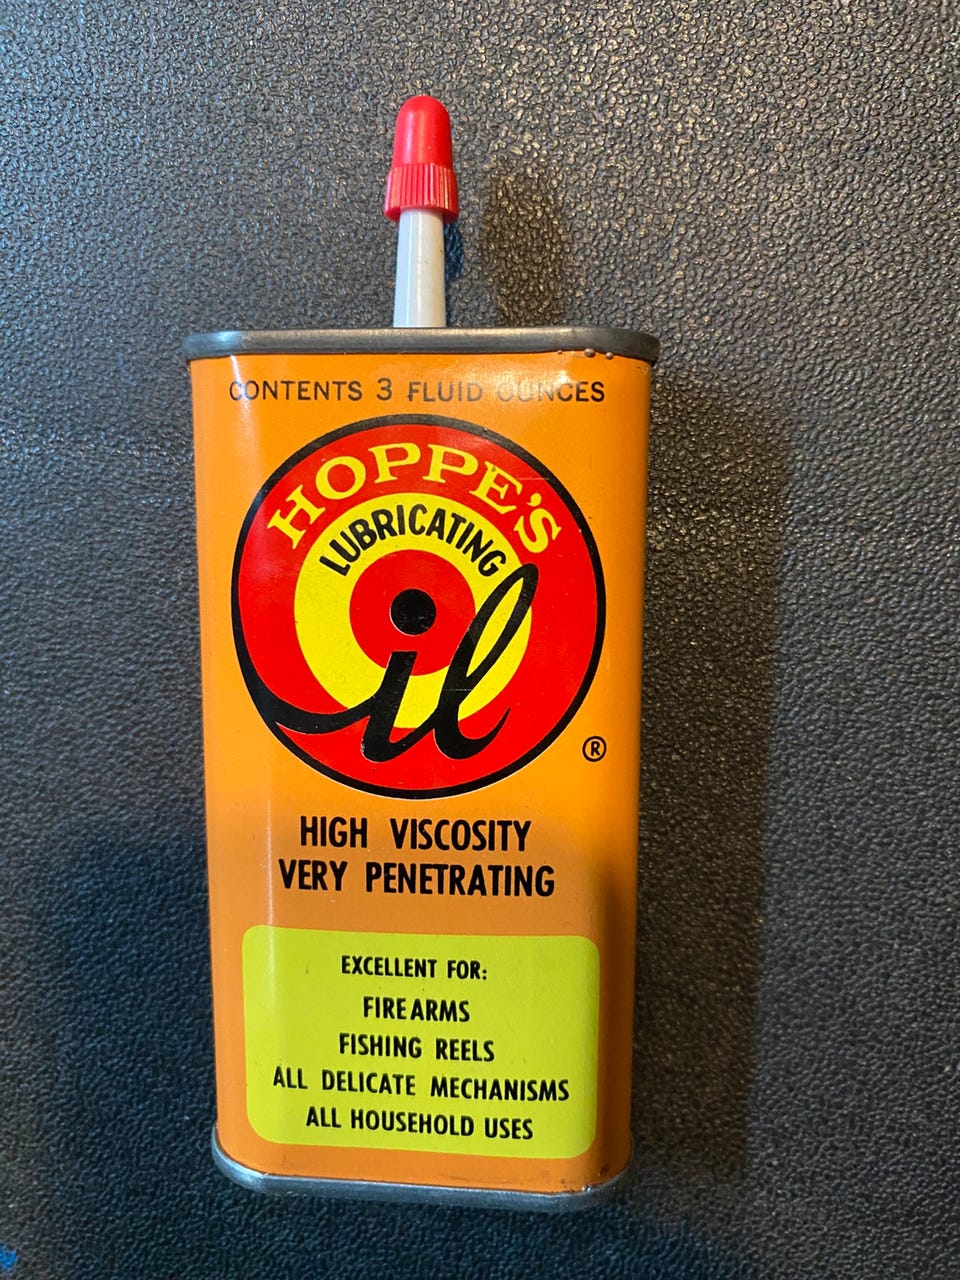 CONTENTS 3 FLUID OUNCES
HOPPE'S
LUBRICATING
oil
®
HIGH VISCOSITY
VERY PENETRATING
EXCELLENT FOR:
FIREARMS
FISHING REELS
ALL DELICATE MECHANISMS
ALL HOUSEHOLD USES